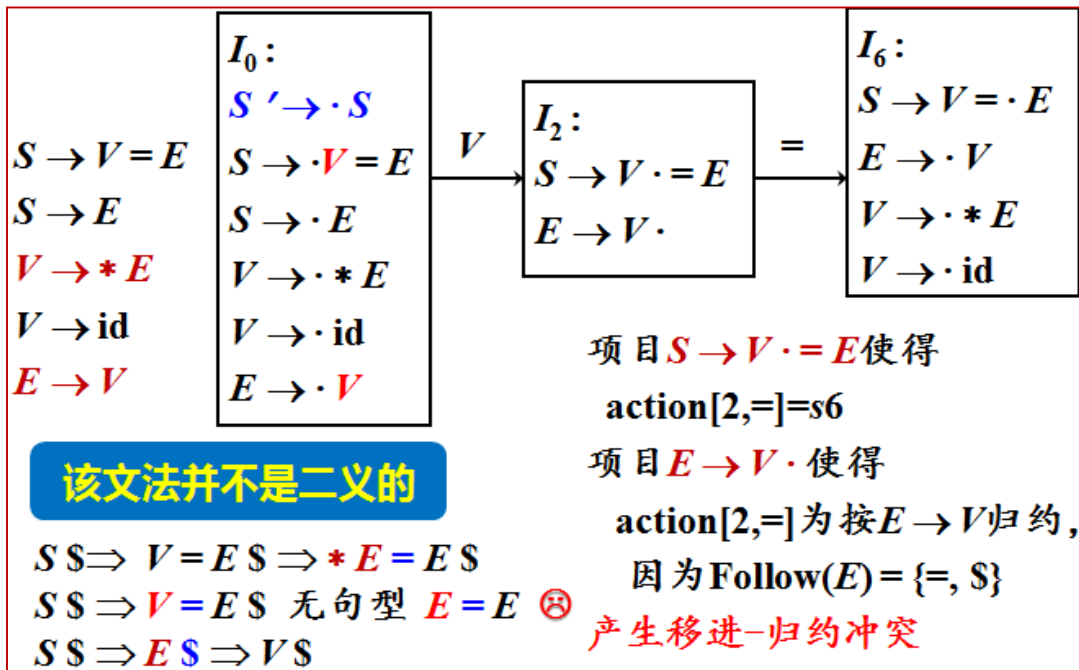 S → V = E
S → E
V → * E
V → id
E → V
I₀ :
S ′ → · S
S → ·V = E
S → · E
V → · * E
V → · id
E → · V
V
I₂ :
S → V · = E
E → V ·
=
I₆ :
S → V = · E
E → · V
V → · * E
V → · id
项目S → V · = E使得
action[2,=]=s6
项目E → V · 使得
action[2,=]为按E → V归约，
因为Follow(E) = {=, $}
产生移进-归约冲突
该文法并不是二义的
S $⇒ V = E $ ⇒ * E = E $
S $⇒ V = E $ 无句型 E = E ☹
S $ ⇒ E $ ⇒ V $